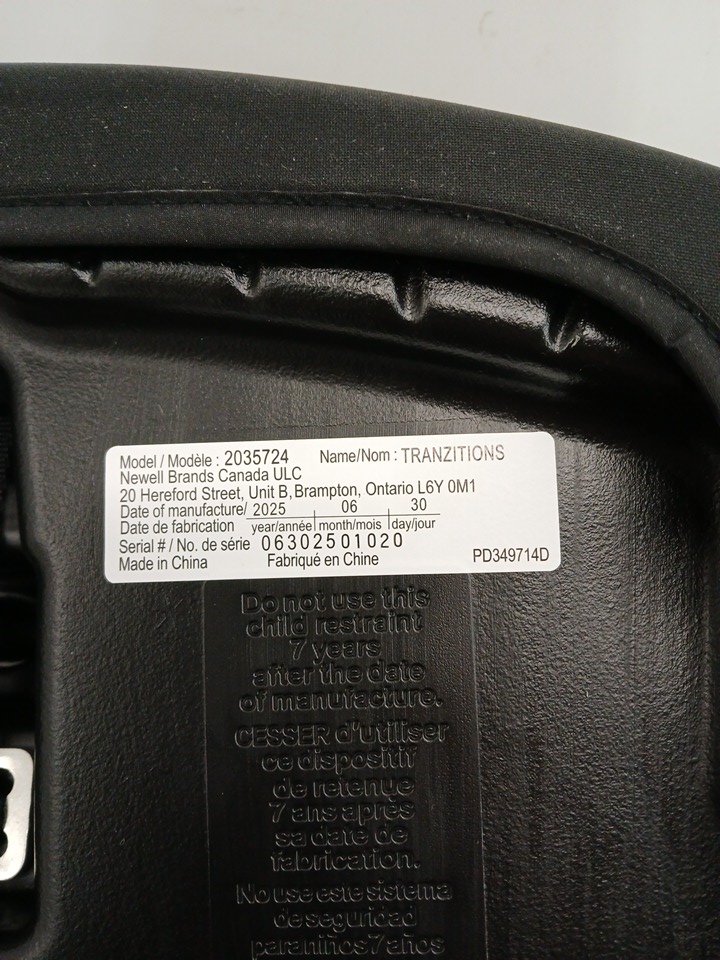 Model / Modèle : 2035724 Name/Nom : TRANZITIONS
Newell Brands Canada ULC
20 Hereford Street, Unit B, Brampton, Ontario L6Y 0M1
Date of manufacture/ 2025 06 30
Date de fabrication year/année month/mois day/jour
Serial # / No. de série 06302501020
Made in China Fabriqué en Chine PD349714D
Do not use this
child restraint
7 years
after the date
of manufacture.
CESSER d'utiliser
ce dispositif
de retenue
7 ans après
sa date de
fabrication.
No use este sistema
de seguridad
para niños 7 años